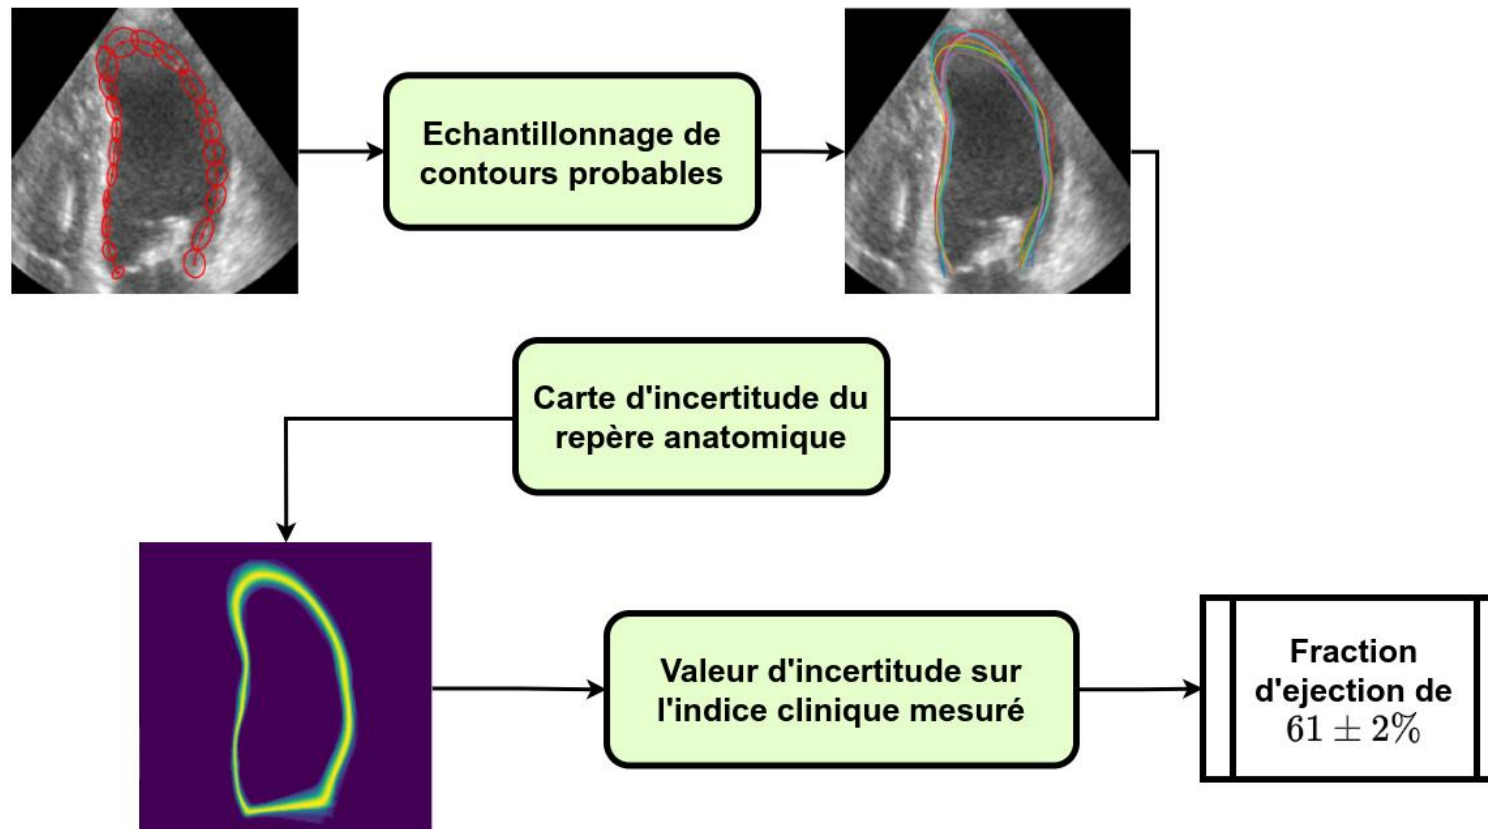 Echantillonnage de
contours probables
Carte d'incertitude du
repère anatomique
Valeur d'incertitude sur
l'indice clinique mesuré
Fraction
d'ejection de
61 ± 2%